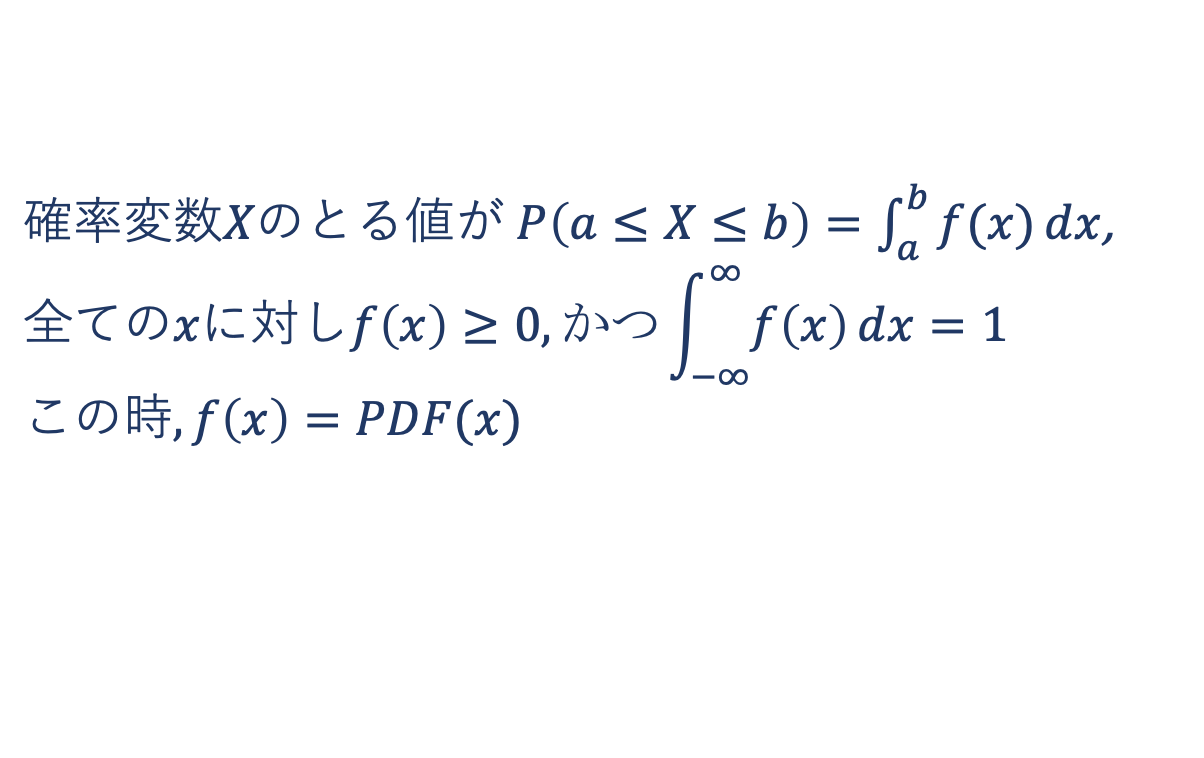 確率変数Xのとる値が P(a ≤ X ≤ b) = ∫_a^b f(x) dx,
全てのxに対しf(x) ≥ 0, かつ ∫_{-∞}^{∞} f(x) dx = 1
この時, f(x) = PDF(x)